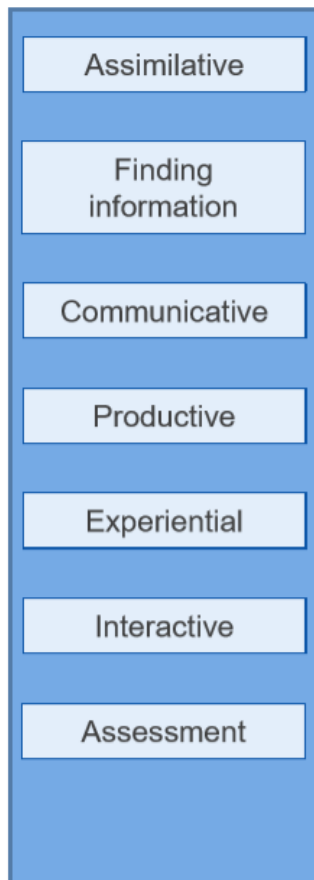 Assimilative
Finding
information
Communicative
Productive
Experiential
Interactive
Assessment